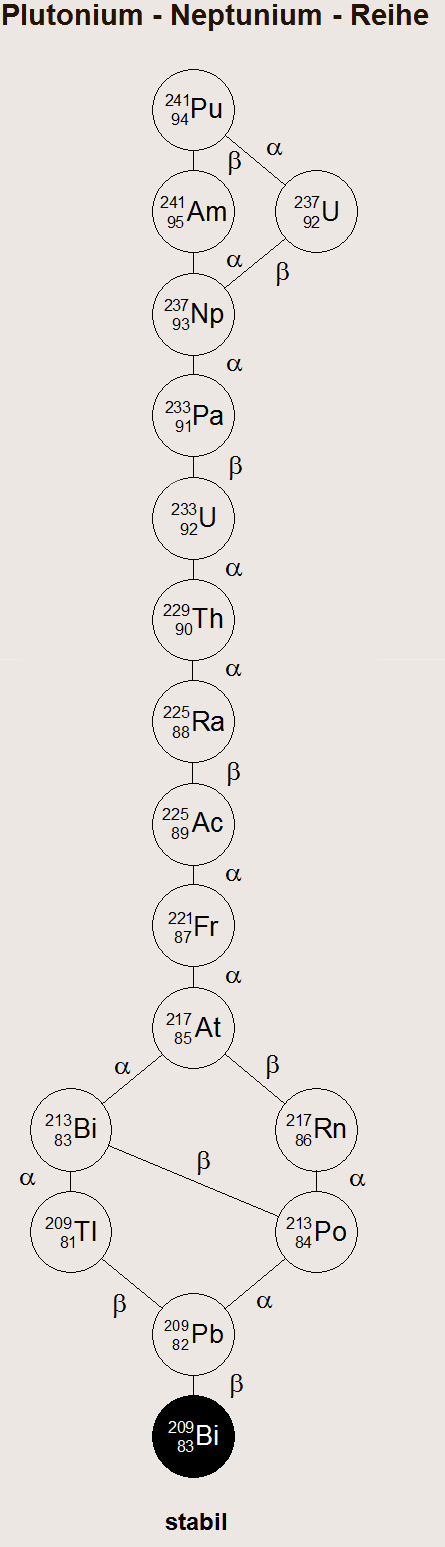 Plutonium - Neptunium - Reihe
241
94Pu
α
β
241
95Am
237
92U
α
β
237
93Np
α
233
91Pa
β
233
92U
α
229
90Th
α
225
88Ra
β
225
89Ac
α
221
87Fr
α
217
85At
α
β
213
83Bi
217
86Rn
β
α
α
209
81Tl
213
84Po
β
α
209
82Pb
β
209
83Bi
stabil